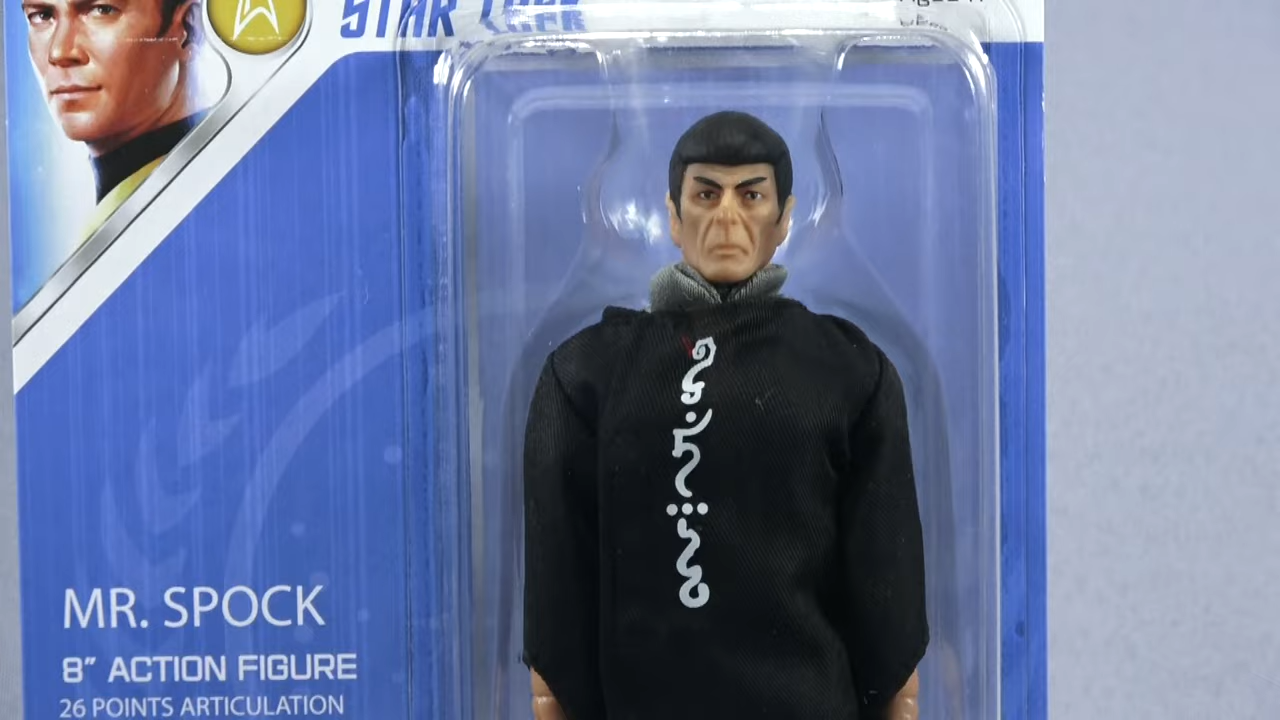 STAR TREK
MR. SPOCK
8″ ACTION FIGURE
26 POINTS ARTICULATION